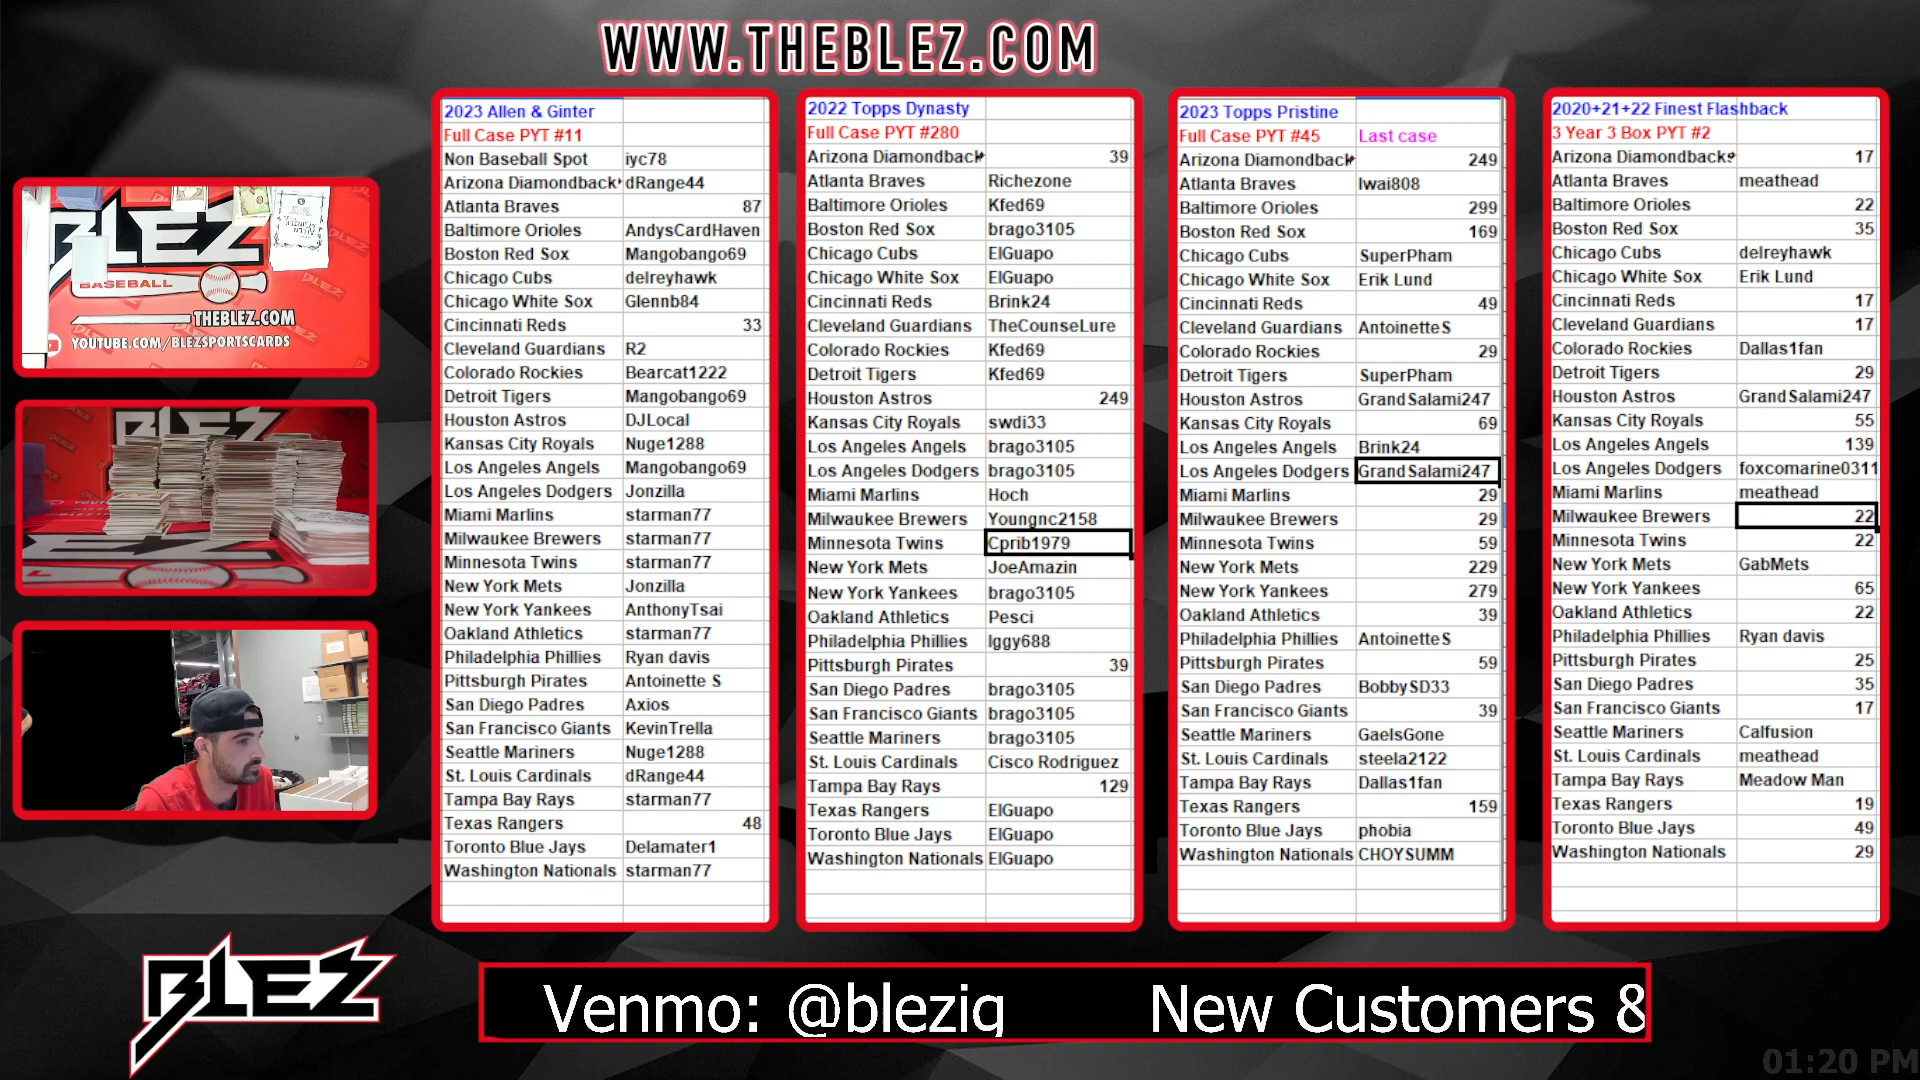 WWW.THEBLEZ.COM
2023 Allen & Ginter
Full Case PYT #11
Non Baseball Spot iyc78
Arizona Diamondback dRange44
Atlanta Braves 87
Baltimore Orioles AndysCardHaven
Boston Red Sox Mangobango69
Chicago Cubs delreyhawk
Chicago White Sox Glennb84
Cincinnati Reds 33
Cleveland Guardians R2
Colorado Rockies Bearcat1222
Detroit Tigers Mangobango69
Houston Astros DJLocal
Kansas City Royals Nuge1288
Los Angeles Angels Mangobango69
Los Angeles Dodgers Jonzilla
Miami Marlins starman77
Milwaukee Brewers starman77
Minnesota Twins starman77
New York Mets Jonzilla
New York Yankees AnthonyTsai
Oakland Athletics starman77
Philadelphia Phillies Ryan davis
Pittsburgh Pirates Antoinette S
San Diego Padres Axios
San Francisco Giants KevinTrella
Seattle Mariners Nuge1288
St. Louis Cardinals dRange44
Tampa Bay Rays starman77
Texas Rangers 48
Toronto Blue Jays Delamater1
Washington Nationals starman77
2022 Topps Dynasty
Full Case PYT #280
Arizona Diamondback 39
Atlanta Braves Richezone
Baltimore Orioles Kfed69
Boston Red Sox brago3105
Chicago Cubs ElGuapo
Chicago White Sox ElGuapo
Cincinnati Reds Brink24
Cleveland Guardians TheCounseLure
Colorado Rockies Kfed69
Detroit Tigers Kfed69
Houston Astros 249
Kansas City Royals swdi33
Los Angeles Angels brago3105
Los Angeles Dodgers brago3105
Miami Marlins Hoch
Milwaukee Brewers Youngnc2158
Minnesota Twins Cprib1979
New York Mets JoeAmazin
New York Yankees brago3105
Oakland Athletics Pesci
Philadelphia Phillies Iggy688
Pittsburgh Pirates 39
San Diego Padres brago3105
San Francisco Giants brago3105
Seattle Mariners brago3105
St. Louis Cardinals Cisco Rodriguez
Tampa Bay Rays 129
Texas Rangers ElGuapo
Toronto Blue Jays ElGuapo
Washington Nationals ElGuapo
2023 Topps Pristine
Full Case PYT #45 Last case
Arizona Diamondback 249
Atlanta Braves Iwai808
Baltimore Orioles 299
Boston Red Sox 169
Chicago Cubs SuperPham
Chicago White Sox Erik Lund
Cincinnati Reds 49
Cleveland Guardians AntoinetteS
Colorado Rockies 29
Detroit Tigers SuperPham
Houston Astros GrandSalami247
Kansas City Royals 69
Los Angeles Angels Brink24
Los Angeles Dodgers GrandSalami247
Miami Marlins 29
Milwaukee Brewers 29
Minnesota Twins 59
New York Mets 229
New York Yankees 279
Oakland Athletics 39
Philadelphia Phillies AntoinetteS
Pittsburgh Pirates 59
San Diego Padres BobbySD33
San Francisco Giants 39
Seattle Mariners GaelsGone
St. Louis Cardinals steela2122
Tampa Bay Rays Dallas1fan
Texas Rangers 159
Toronto Blue Jays phobia
Washington Nationals CHOYSUMM
2020+21+22 Finest Flashback
3 Year 3 Box PYT #2
Arizona Diamondbacks 17
Atlanta Braves meathead
Baltimore Orioles 22
Boston Red Sox 35
Chicago Cubs delreyhawk
Chicago White Sox Erik Lund
Cincinnati Reds 17
Cleveland Guardians 17
Colorado Rockies Dallas1fan
Detroit Tigers 29
Houston Astros GrandSalami247
Kansas City Royals 55
Los Angeles Angels 139
Los Angeles Dodgers foxcomarine0311
Miami Marlins meathead
Milwaukee Brewers 22
Minnesota Twins 22
New York Mets GabMets
New York Yankees 65
Oakland Athletics 22
Philadelphia Phillies Ryan davis
Pittsburgh Pirates 25
San Diego Padres 35
San Francisco Giants 17
Seattle Mariners Calfusion
St. Louis Cardinals meathead
Tampa Bay Rays Meadow Man
Texas Rangers 19
Toronto Blue Jays 49
Washington Nationals 29
BLEZ
BASEBALL
THEBLEZ.COM
YOUTUBE.COM/BLEZSPORTSCARDS
BLEZ
BLEZ
Venmo: @blezig New Customers &
01:20 PM